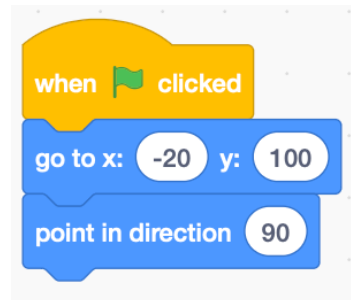 when clicked
go to x: -20 y: 100
point in direction 90